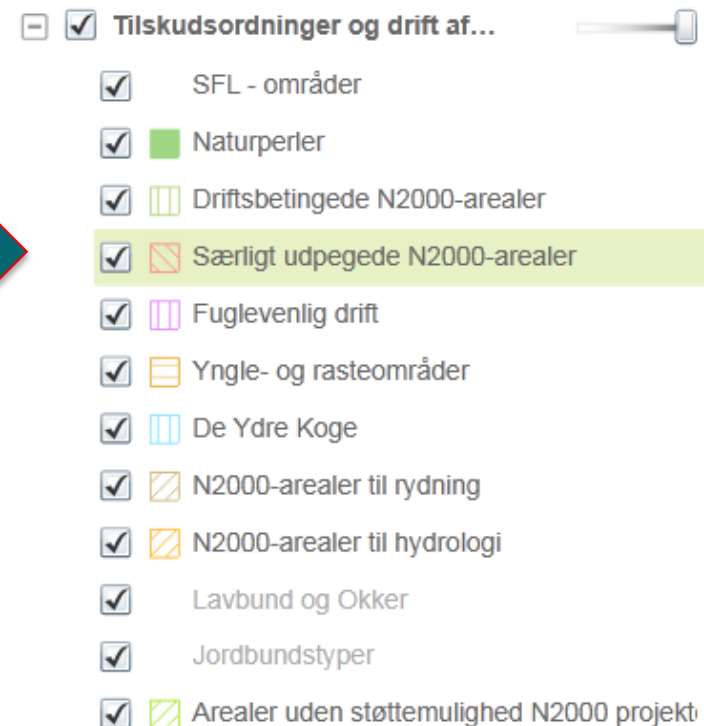 Tilskudsordninger og drift af...
SFL - områder
Naturperler
Driftsbetingede N2000-arealer
Særligt udpegede N2000-arealer
Fuglevenlig drift
Yngle- og rasteområder
De Ydre Koge
N2000-arealer til rydning
N2000-arealer til hydrologi
Lavbund og Okker
Jordbundstyper
Arealer uden støttemulighed N2000 projekt